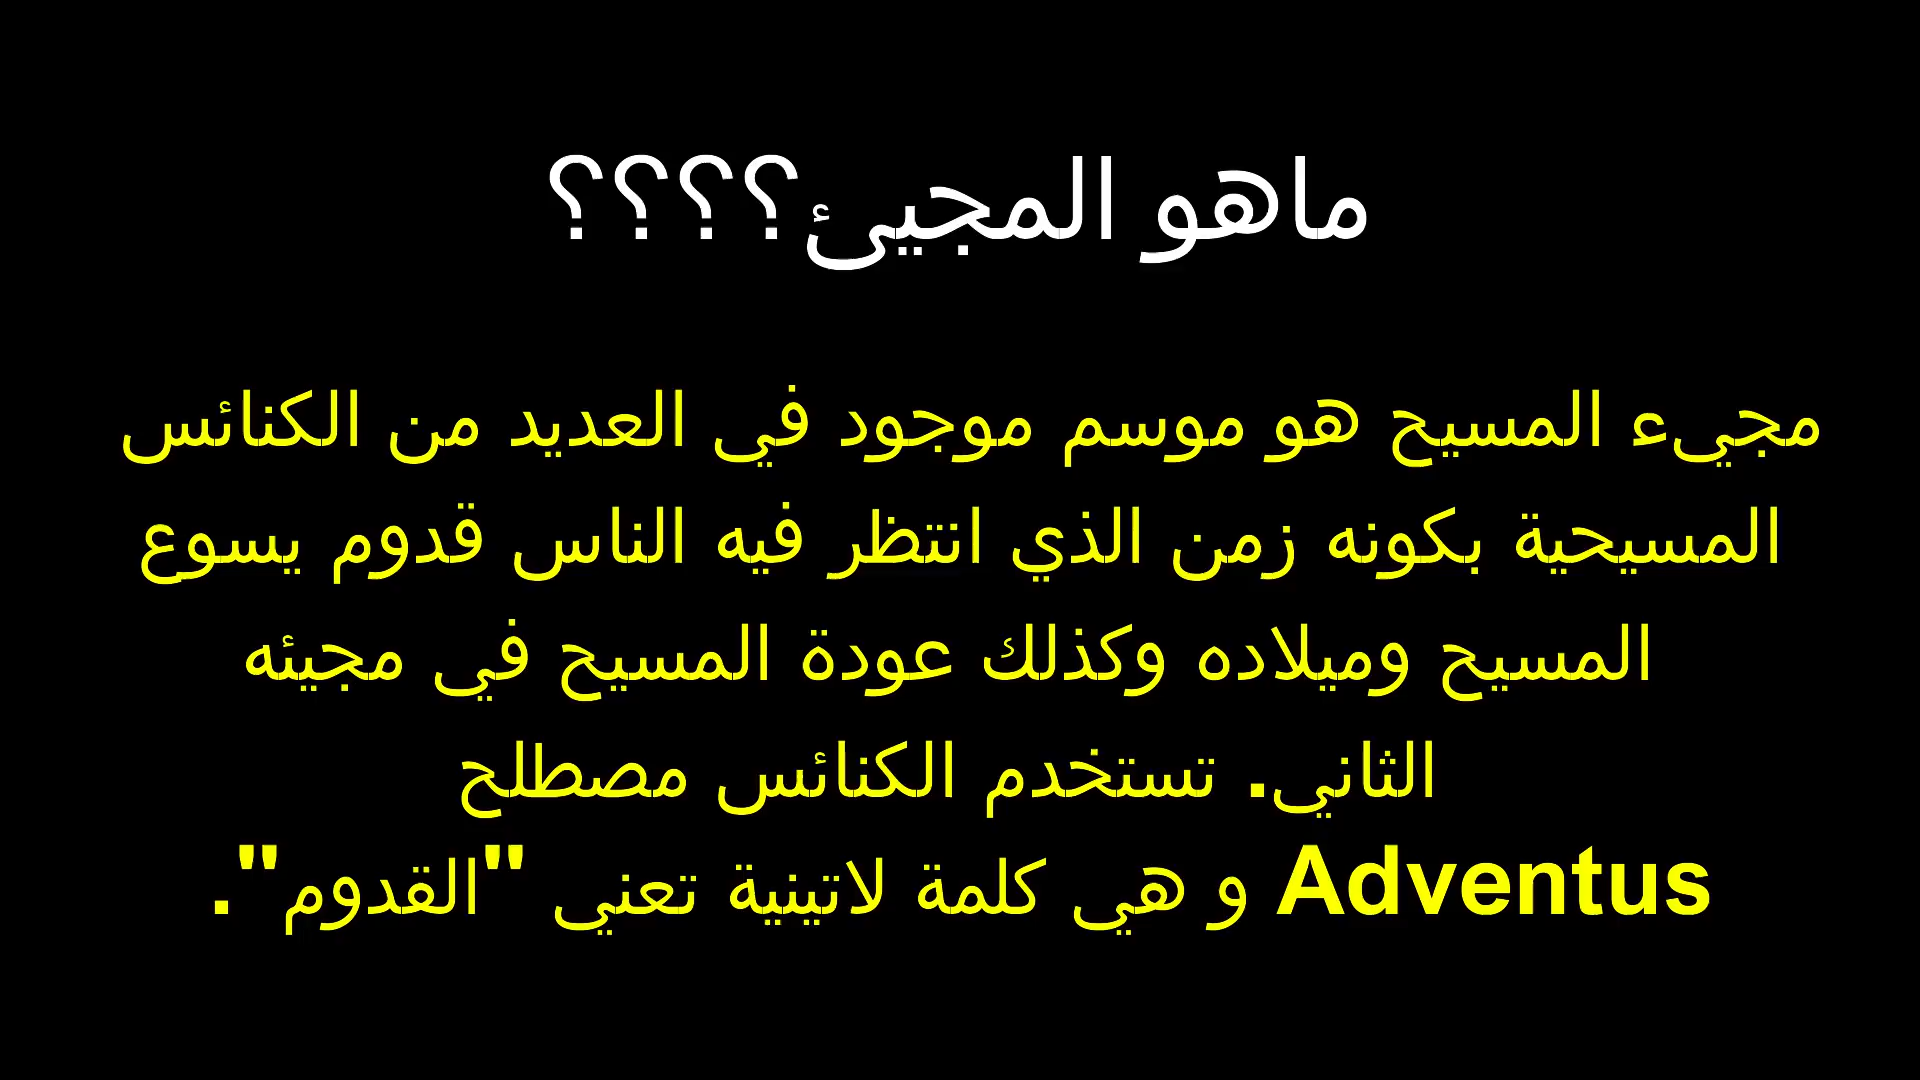 ماهو المجيئ؟؟؟؟
مجيء المسيح هو موسم موجود في العديد من الكنائس
المسيحية بكونه زمن الذي انتظر فيه الناس قدوم يسوع
المسيح وميلاده وكذلك عودة المسيح في مجيئه
الثاني. تستخدم الكنائس مصطلح
Adventus و هي كلمة لاتينية تعني "القدوم".